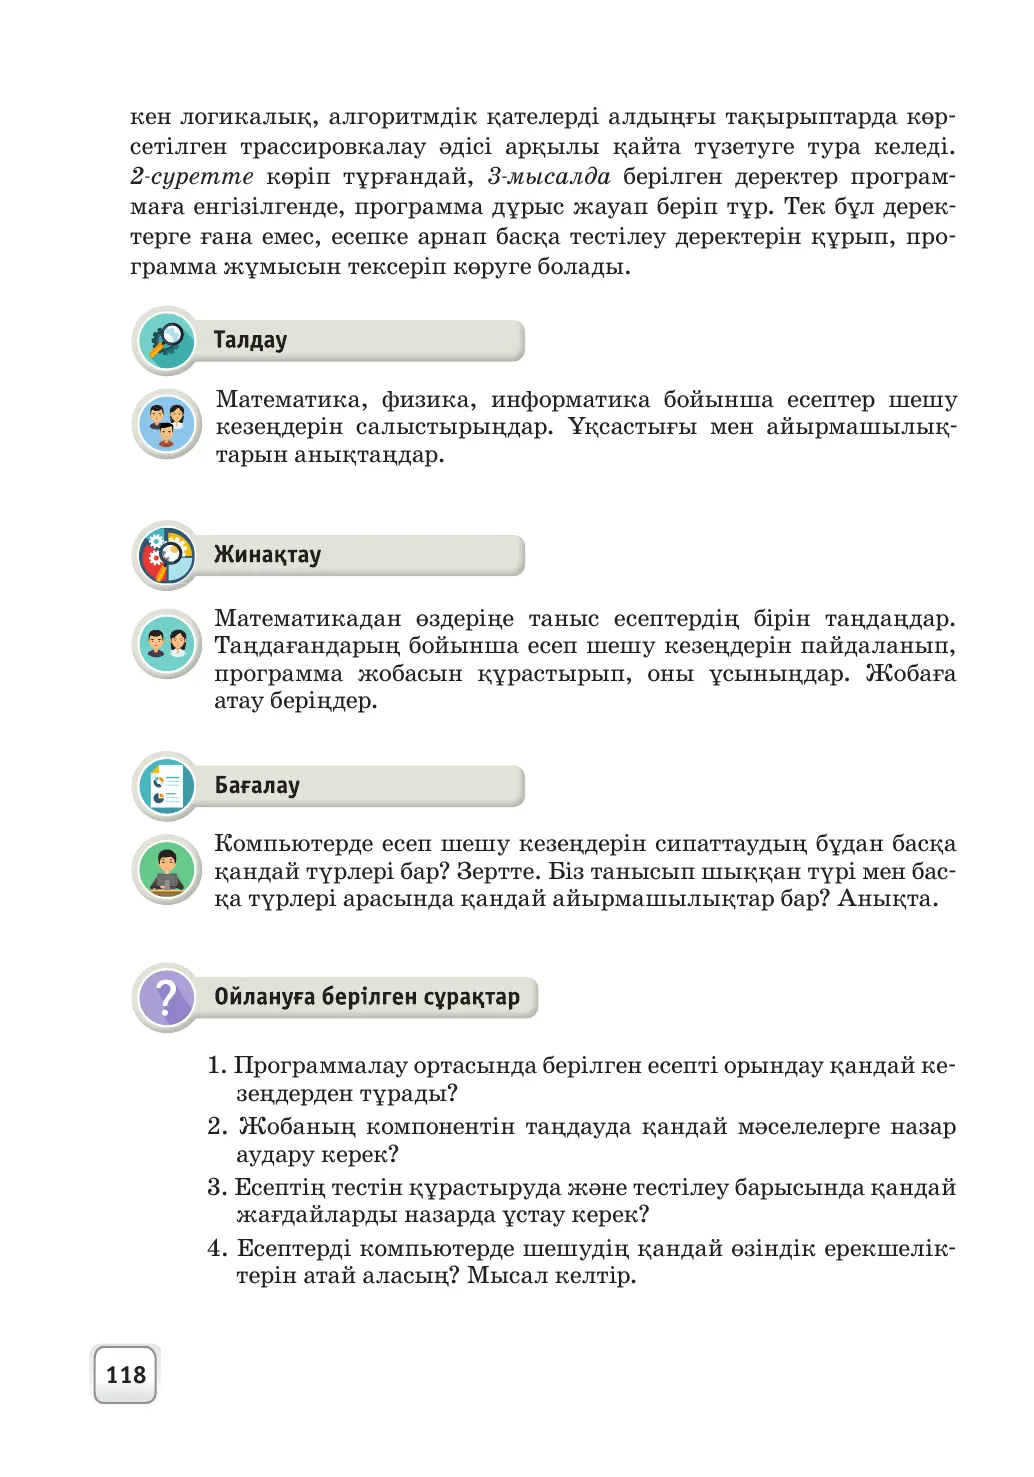 кен логикалық, алгоритмдік қателерді алдыңғы тақырыптарда көр-
сетілген трассировкалау әдісі арқылы қайта түзетуге тура келеді.
2-суретте көріп тұрғандай, 3-мысалда берілген деректер програм-
маға енгізілгенде, программа дұрыс жауап беріп тұр. Тек бұл дерек-
терге ғана емес, есепке арнап басқа тестілеу деректерін құрып, про-
грамма жұмысын тексеріп көруге болады.
Талдау
Математика, физика, информатика бойынша есептер шешу
кезеңдерін салыстырыңдар. Ұқсастығы мен айырмашылық-
тарын анықтаңдар.
Жинақтау
Математикадан өздеріңе таныс есептердің бірін таңдаңдар.
Таңдағандарың бойынша есеп шешу кезеңдерін пайдаланып,
программа жобасын құрастырып, оны ұсыныңдар. Жобаға
атау беріңдер.
Бағалау
Компьютерде есеп шешу кезеңдерін сипаттаудың бұдан басқа
қандай түрлері бар? Зертте. Біз танысып шыққан түрі мен бас-
қа түрлері арасында қандай айырмашылықтар бар? Анықта.
Ойлануға берілген сұрақтар
1. Программалау ортасында берілген есепті орындау қандай ке-
зеңдерден тұрады?
2. Жобаның компонентін таңдауда қандай мәселелерге назар
аудару керек?
3. Есептің тестін құрастыруда және тестілеу барысында қандай
жағдайларды назарда ұстау керек?
4. Есептерді компьютерде шешудің қандай өзіндік ерекшелік-
терін атай аласың? Мысал келтір.
118